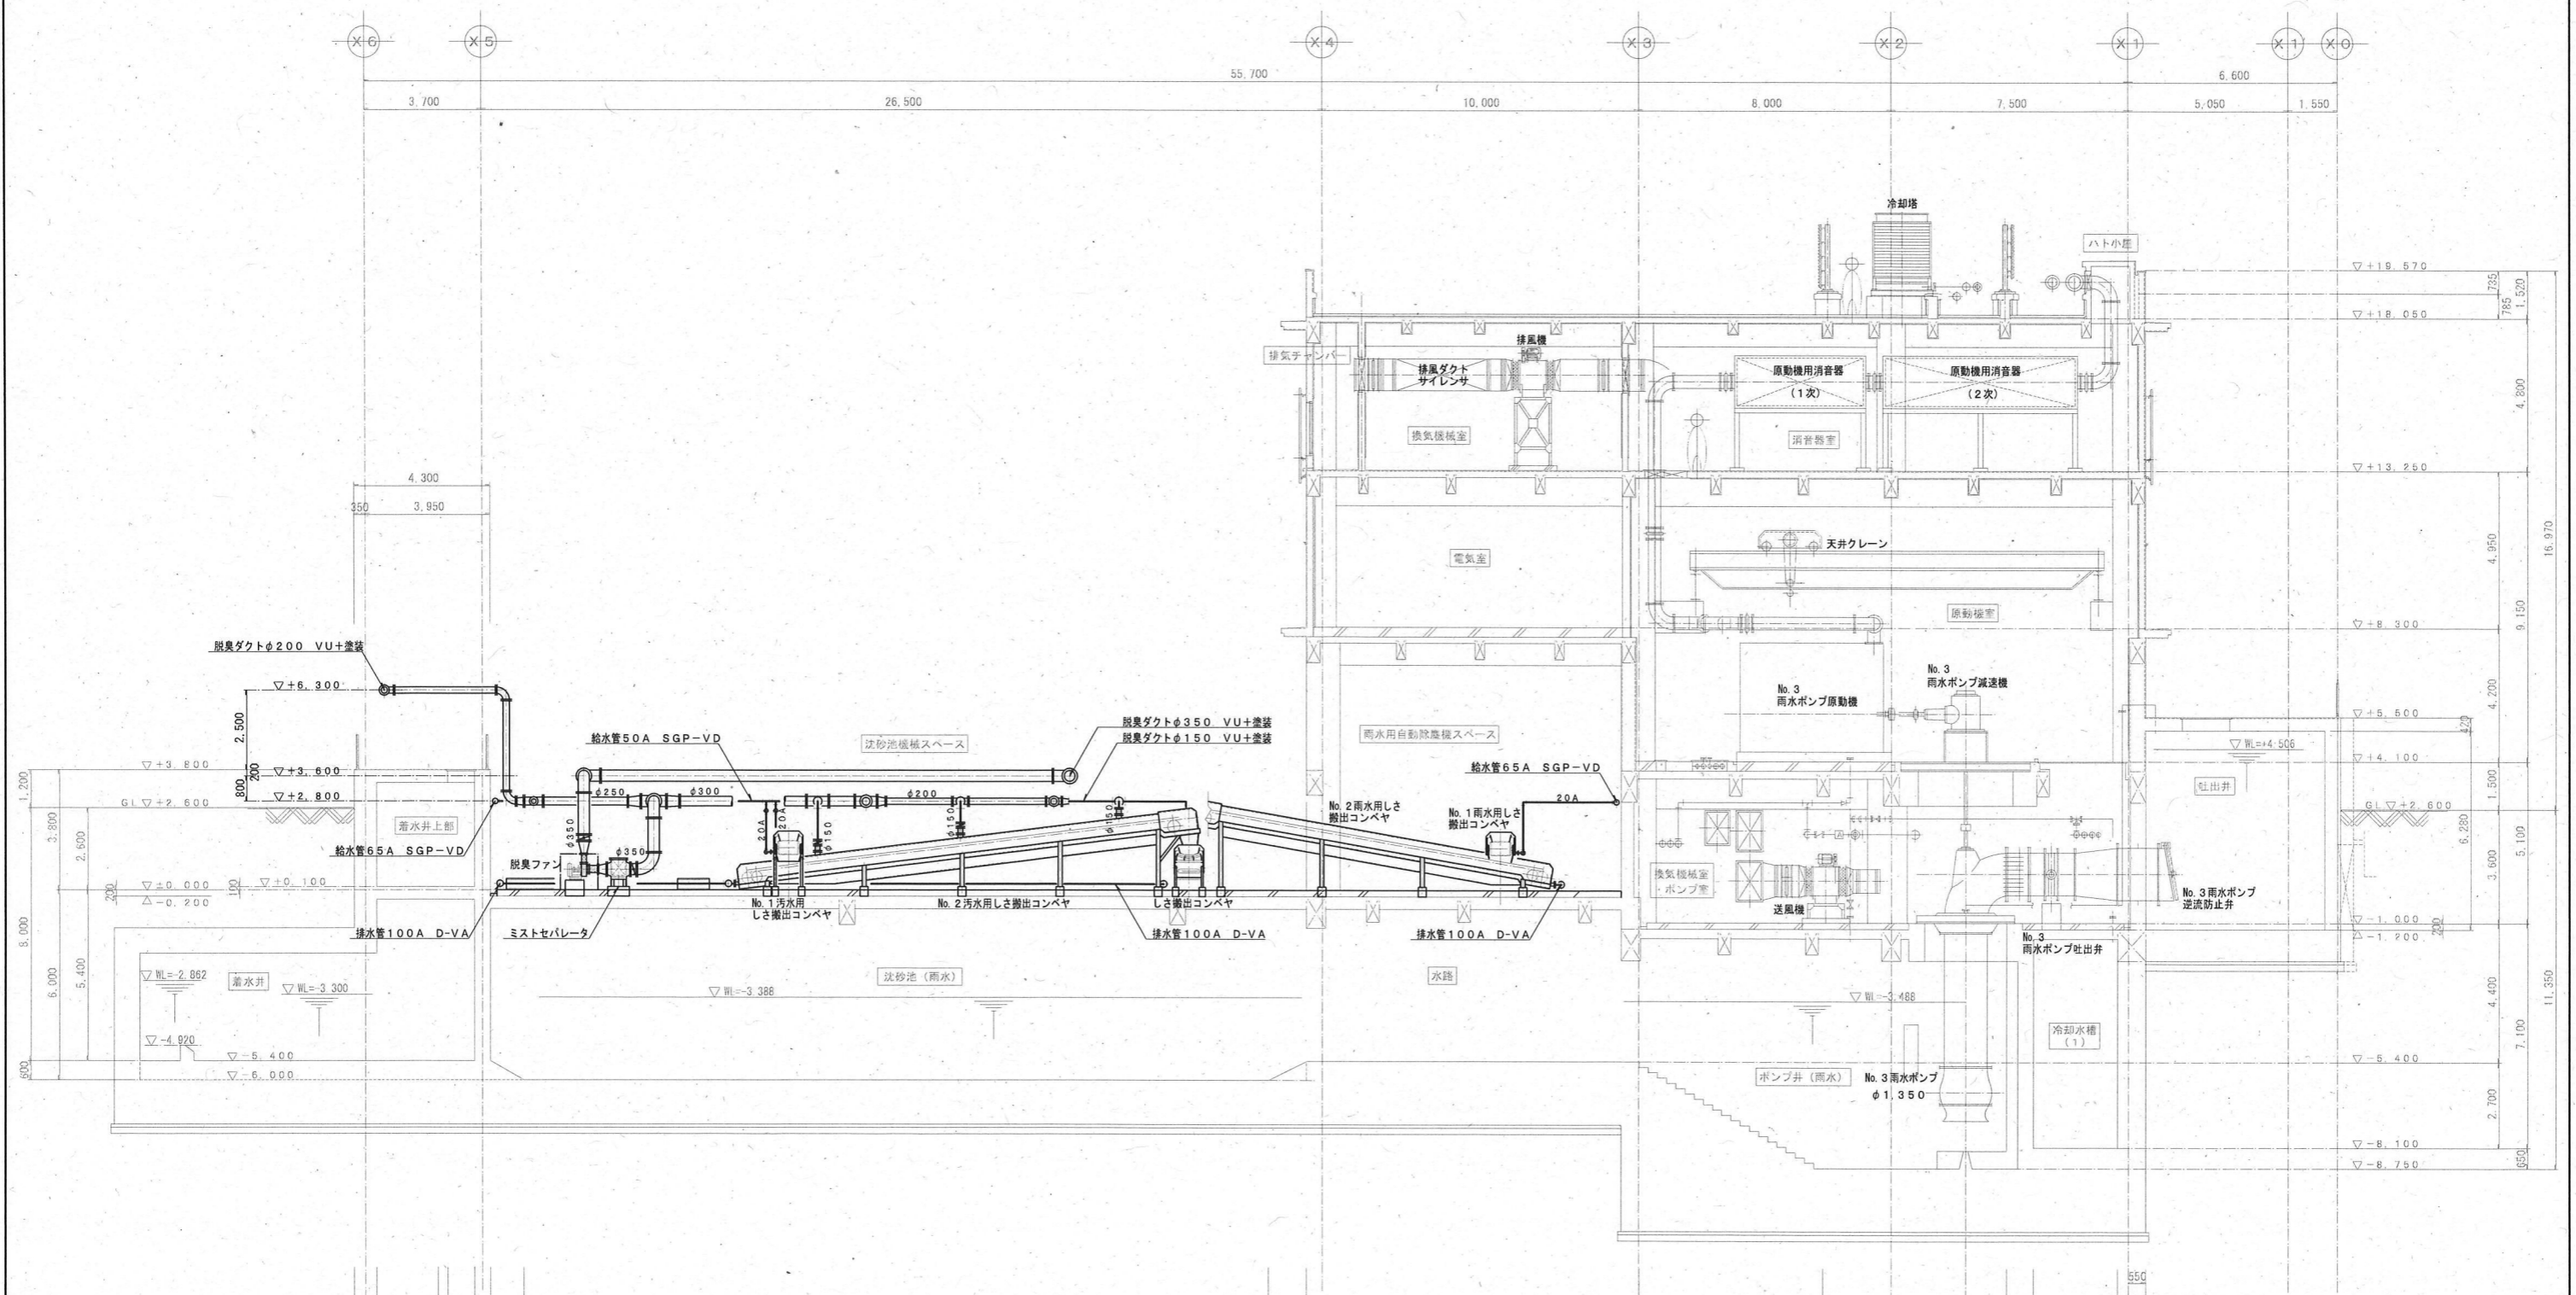 X6
X5
X4
X3
X2
X1
X1
X0
55,700
6,600
3,700
26,500
10,000
8,000
7,500
5,050
1,550
冷却塔
▽+19.570
735
1,520
785
▽+18.050
排気チャンバー
排風機
排風ダクト
サイレンサ
原動機用消音器
(1次)
原動機用消音器
(2次)
4,800
換気機械室
消音器室
▽+13.250
4,300
350
3,950
電気室
天井クレーン
原動機室
4,950
16,970
9,150
▽+8.300
脱臭ダクトφ200 VU+塗装
▽+6,300
2,500
No.3
雨水ポンプ原動機
No.3
雨水ポンプ減速機
4,200
▽+5,500
420
給水管50A SGP-VD
沈砂池機械スペース
脱臭ダクトφ350 VU+塗装
脱臭ダクトφ150 VU+塗装
雨水用自動除塵機スペース
給水管65A SGP-VD
▽WL=+4.506
▽+4.100
▽+3.800
▽+3,600
200
800
▽+2,800
1,200
GL ▽+2.600
φ250
φ300
φ200
20A
20A
20A
φ150
φ150
φ150
φ350
φ350
No.2雨水用しさ
搬出コンベヤ
No.1雨水用しさ
搬出コンベヤ
吐出井
1,500
GL ▽+2.600
6,280
5,100
3,600
3,800
2,600
着水井上部
給水管65A SGP-VD
脱臭ファン
▽±0.000
200
△-0.200
100
▽+0.100
No.1汚水用
しさ搬出コンベヤ
No.2汚水用しさ搬出コンベヤ
しさ搬出コンベヤ
換気機械室
・ポンプ室
送風機
No.3雨水ポンプ
逆流防止弁
▽-1.000
△-1.200
200
排水管100A D-VA
ミストセパレータ
排水管100A D-VA
排水管100A D-VA
No.3
雨水ポンプ吐出弁
8,000
6,000
5,400
▽WL=-2.862
着水井
▽WL=-3.300
沈砂池（雨水）
▽WL=-3.388
水路
▽WL=-3.488
4,400
11,350
7,100
▽-4.920
▽-5.400
▽-6.000
600
冷却水槽
(1)
▽-5.400
ポンプ井（雨水）
No.3雨水ポンプ
φ1,350
2,700
▽-8.100
650
▽-8.750
550